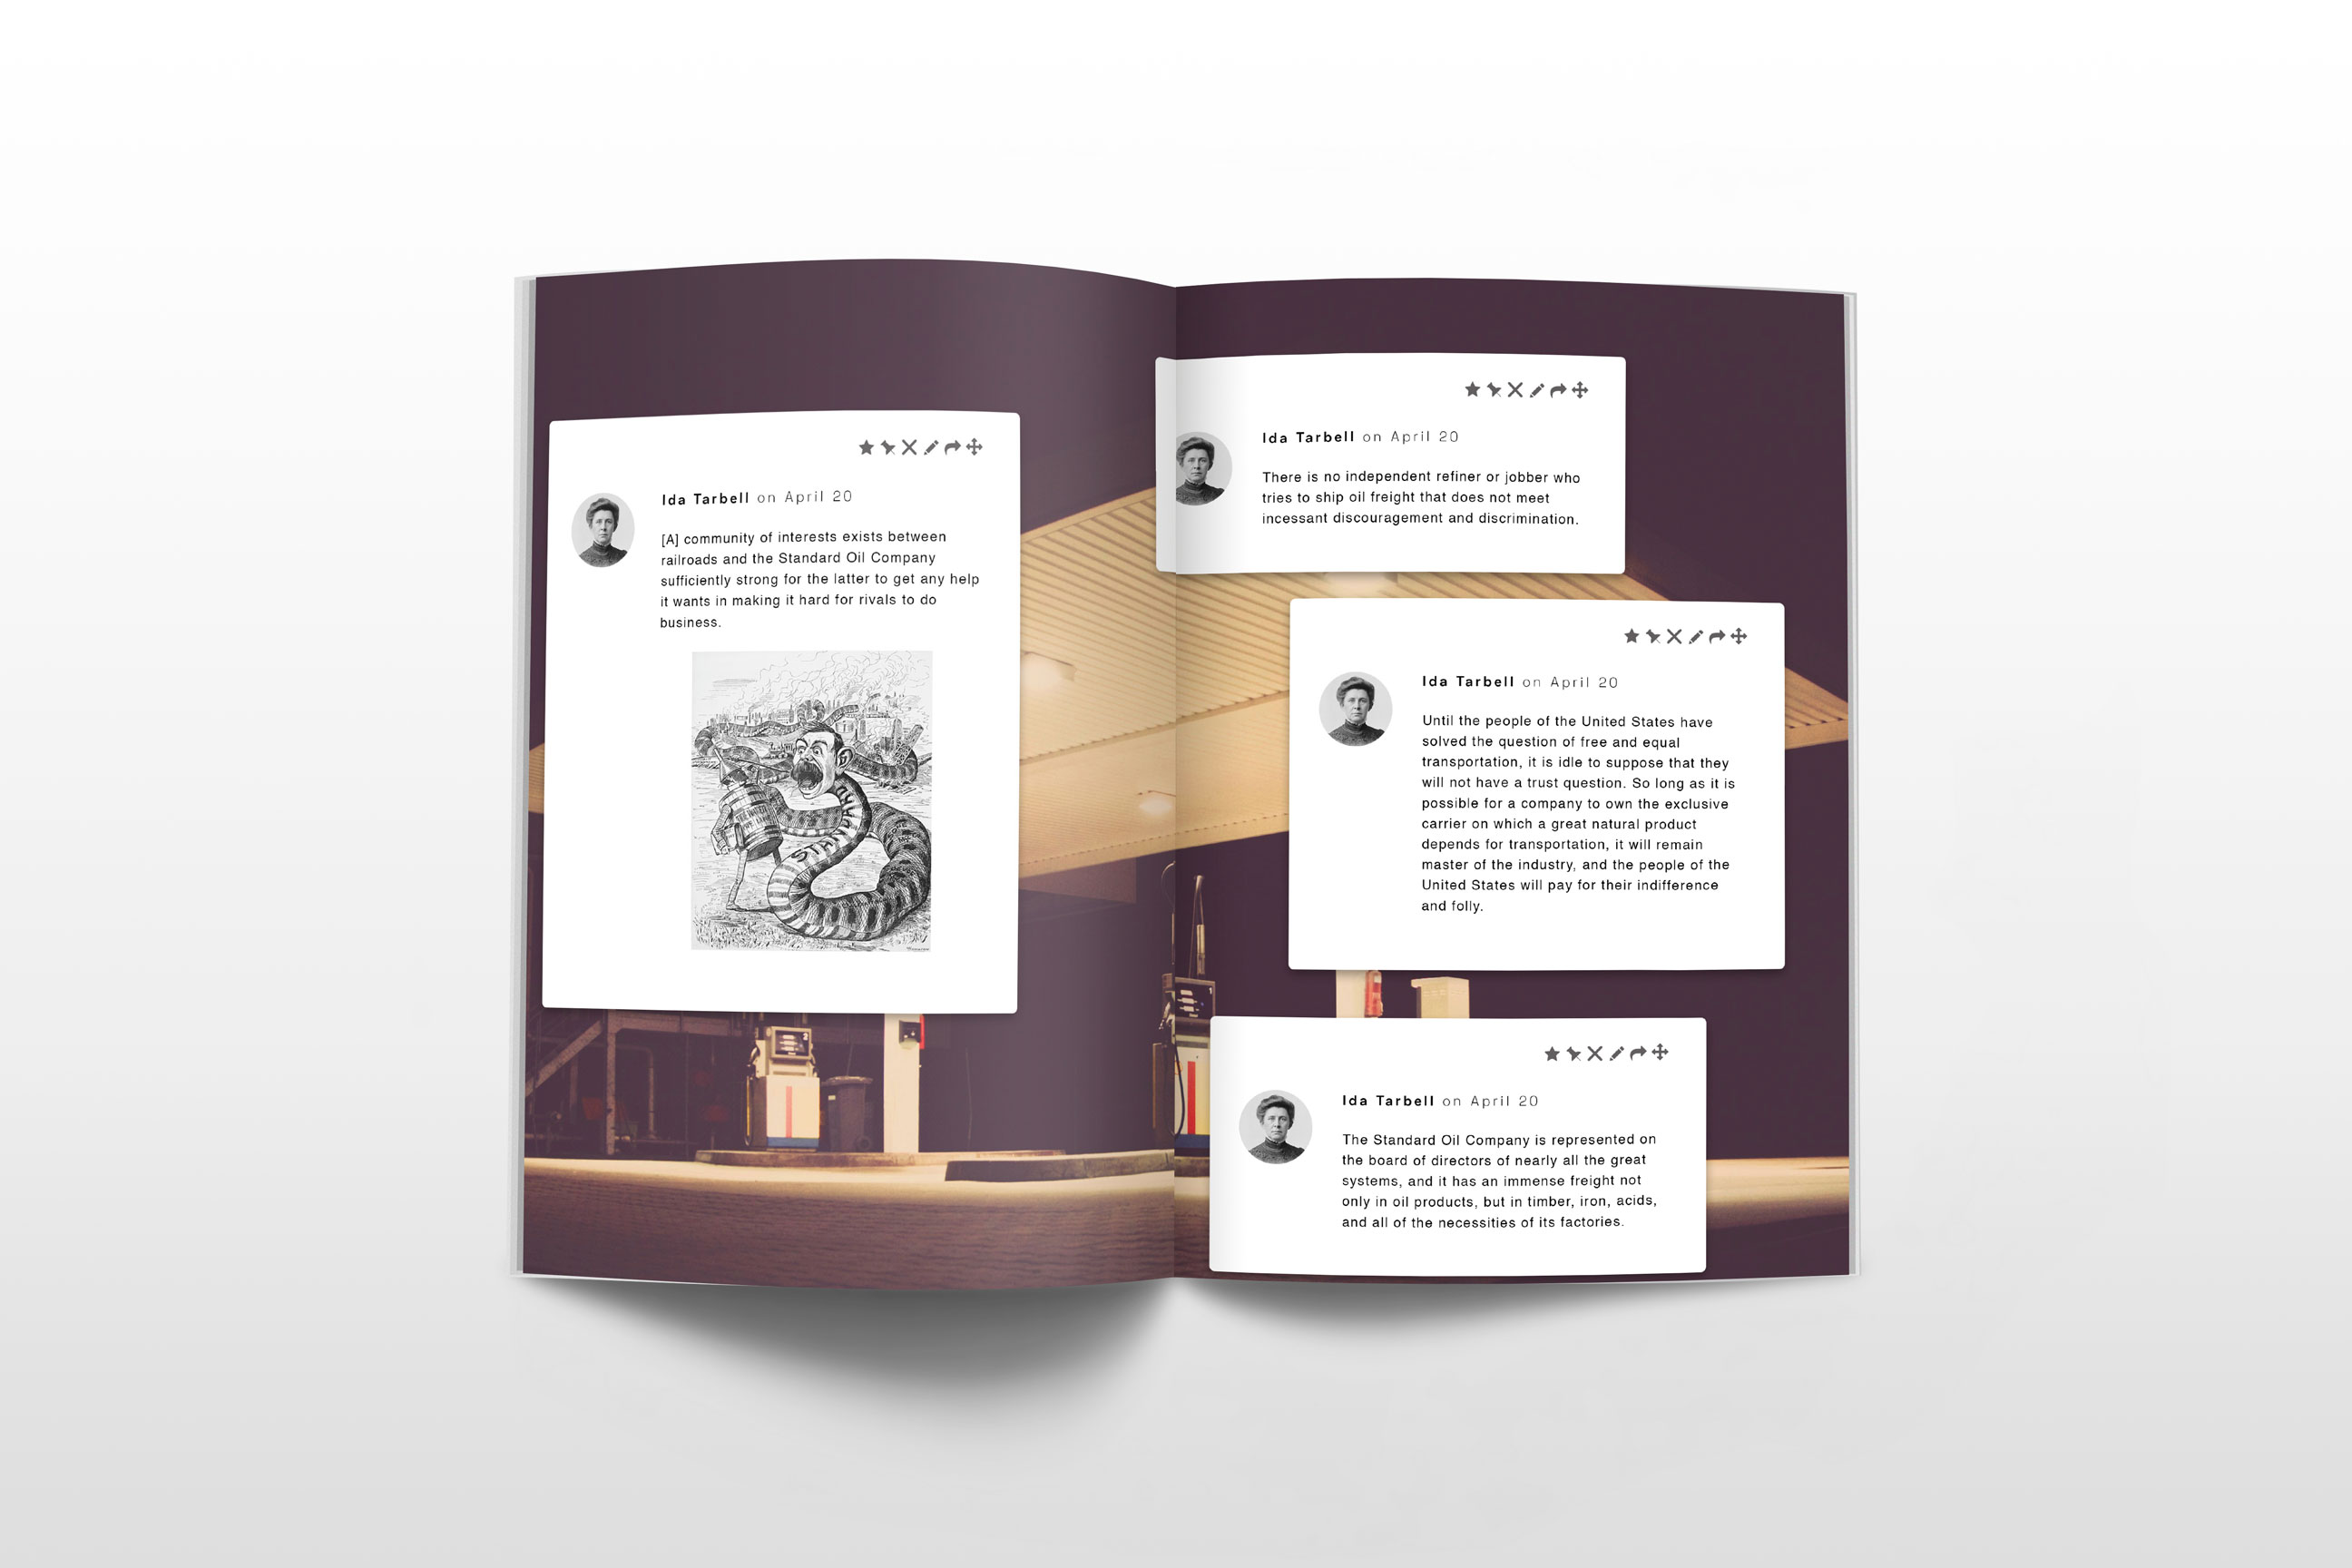 Ida Tarbell on April 20
[A] community of interests exists between
railroads and the Standard Oil Company
sufficiently strong for the latter to get any help
it wants in making it hard for rivals to do
business.
STANDARD
Ida Tarbell on April 20
There is no independent refiner or jobber who
tries to ship oil freight that does not meet
incessant discouragement and discrimination.
Ida Tarbell on April 20
Until the people of the United States have
solved the question of free and equal
transportation, it is idle to suppose that they
will not have a trust question. So long as it is
possible for a company to own the exclusive
carrier on which a great natural product
depends for transportation, it will remain
master of the industry, and the people of the
United States will pay for their indifference
and folly.
Ida Tarbell on April 20
The Standard Oil Company is represented on
the board of directors of nearly all the great
systems, and it has an immense freight not
only in oil products, but in timber, iron, acids,
and all of the necessities of its factories.